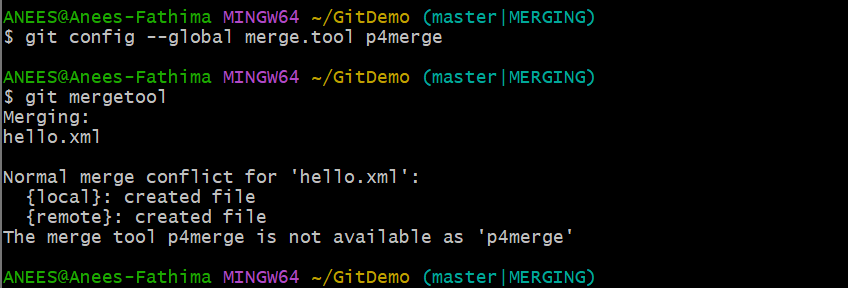 ANEES@Anees-Fathima MINGW64 ~/GitDemo (master|MERGING)
$ git config --global merge.tool p4merge
ANEES@Anees-Fathima MINGW64 ~/GitDemo (master|MERGING)
$ git mergetool
Merging:
hello.xml
Normal merge conflict for 'hello.xml':
  {local}: created file
  {remote}: created file
The merge tool p4merge is not available as 'p4merge'
ANEES@Anees-Fathima MINGW64 ~/GitDemo (master|MERGING)